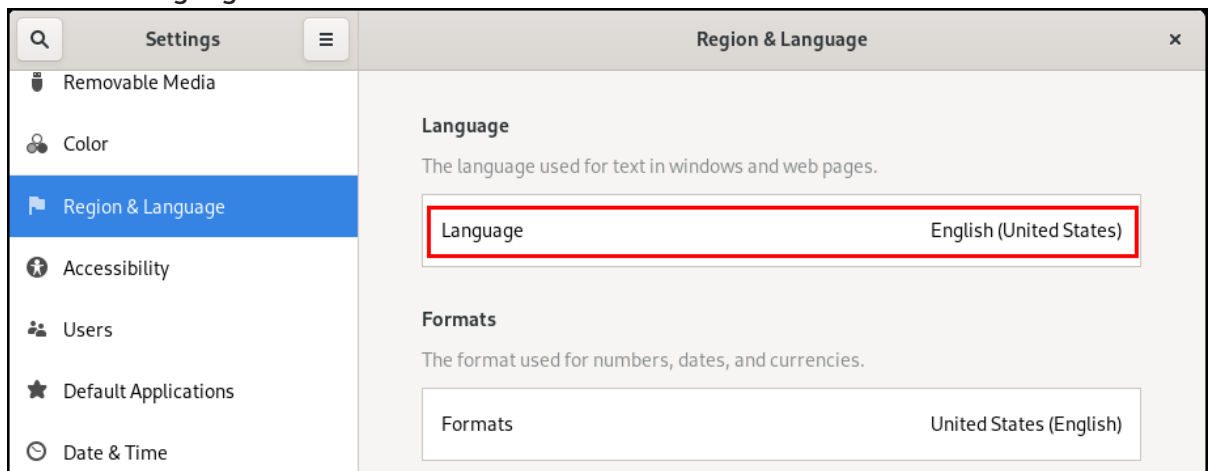 Settings
Region & Language
Removable Media
Color
Region & Language
Accessibility
Users
Default Applications
Date & Time
Language
The language used for text in windows and web pages.
Language English (United States)
Formats
The format used for numbers, dates, and currencies.
Formats United States (English)